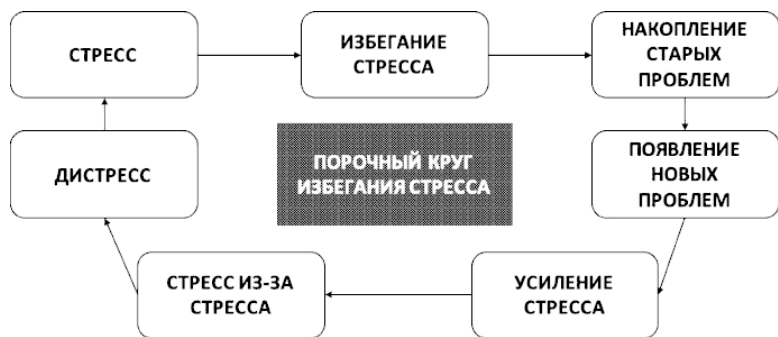 СТРЕСС
ИЗБЕГАНИЕ
СТРЕССА
НАКОПЛЕНИЕ
СТАРЫХ
ПРОБЛЕМ
ДИСТРЕСС
ПОРОЧНЫЙ КРУГ
ИЗБЕГАНИЯ СТРЕССА
ПОЯВЛЕНИЕ
НОВЫХ
ПРОБЛЕМ
СТРЕСС ИЗ-ЗА
СТРЕССА
УСИЛЕНИЕ
СТРЕССА